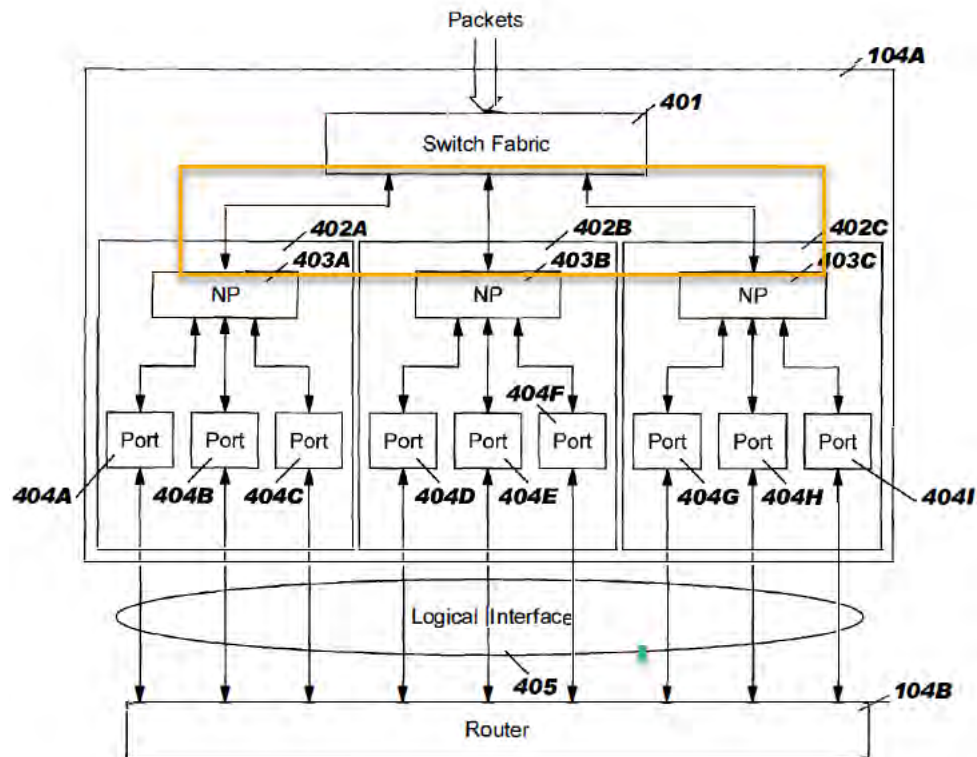 Packets
104A
401
Switch Fabric
402A
402B
402C
403A
403B
403C
NP
NP
NP
404F
Port
Port
Port
Port
Port
Port
Port
Port
Port
404A
404B
404C
404D
404E
404G
404H
404I
Logical Interface
405
104B
Router